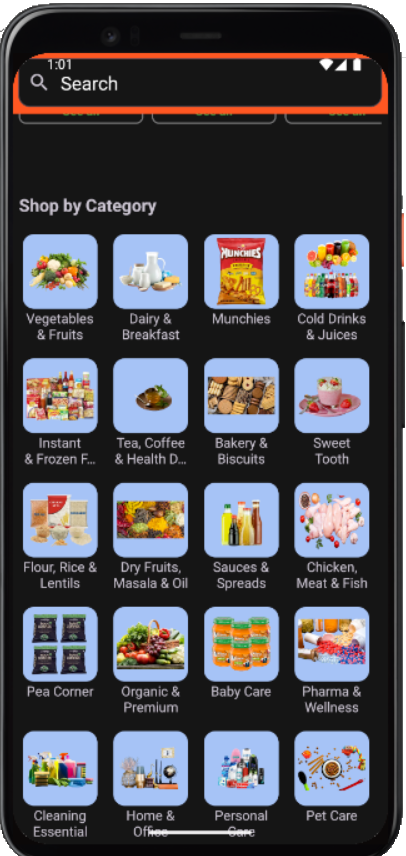 1:01
Search
Shop by Category
Vegetables
& Fruits
Dairy &
Breakfast
MUNCHIES
Munchies
Cold Drinks
& Juices
Instant
& Frozen F...
Tea, Coffee
& Health D...
Bakery &
Biscuits
Sweet
Tooth
Flour, Rice &
Lentils
Dry Fruits,
Masala & Oil
Sauces &
Spreads
Chicken,
Meat & Fish
Pea Corner
Organic &
Premium
Baby Care
Pharma &
Wellness
Cleaning
Essential
Home &
Office
Personal
Care
Pet Care